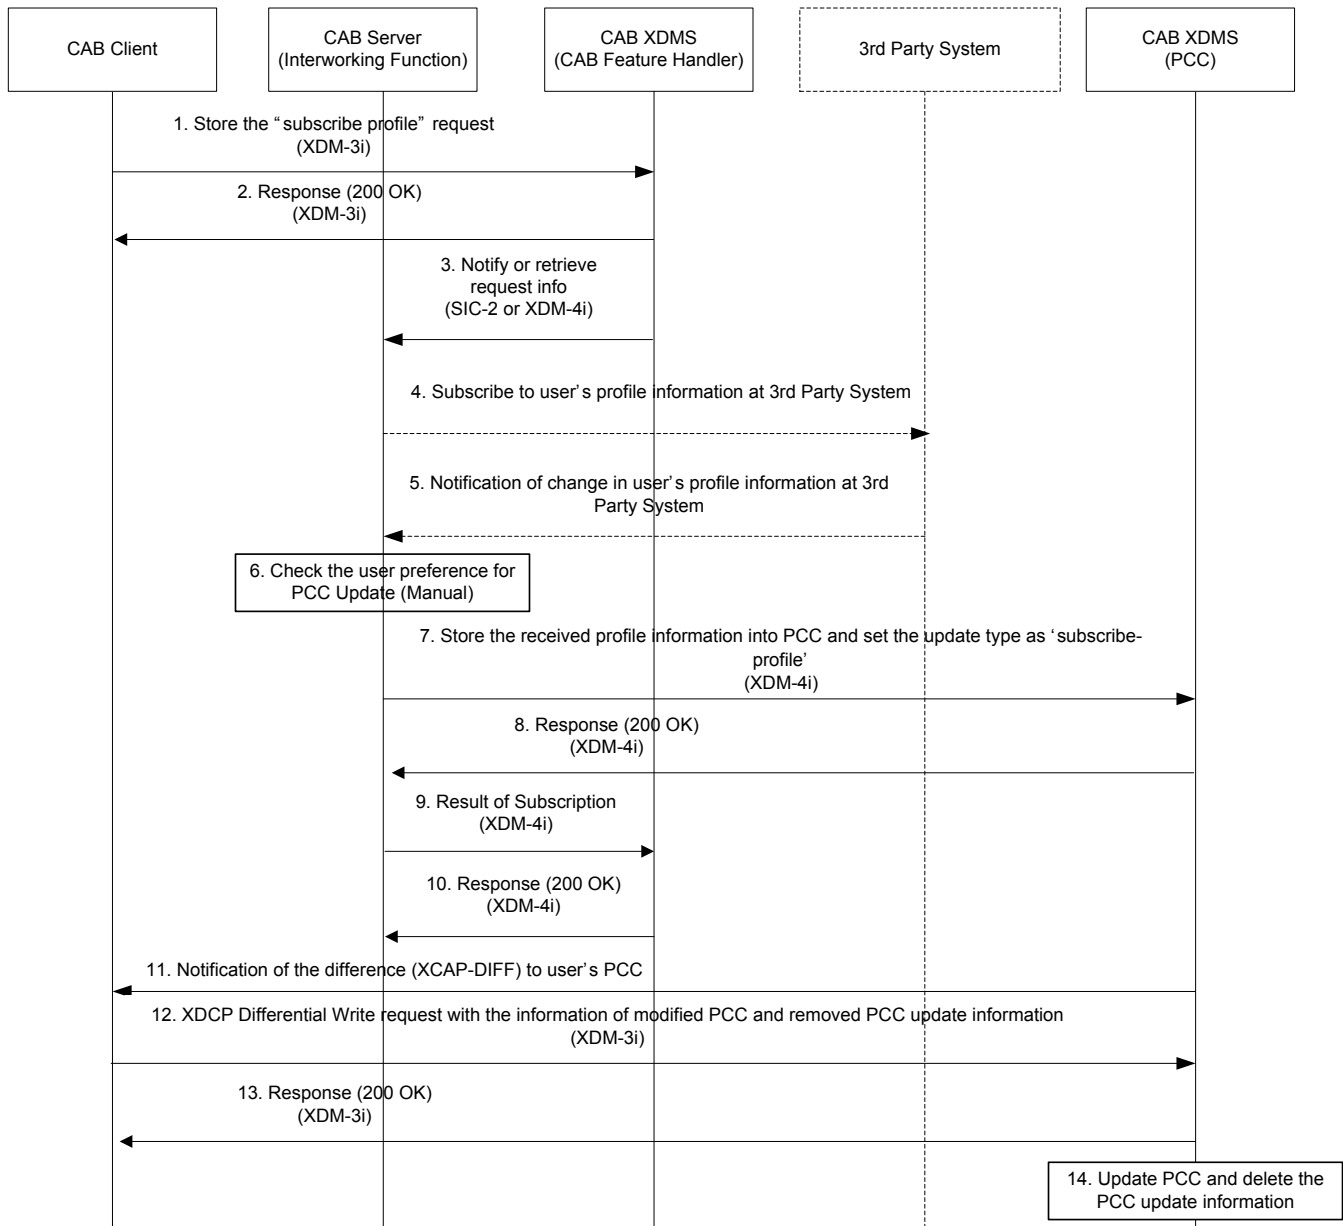 CAB Client
CAB Server
(Interworking Function)
CAB XDMS
(CAB Feature Handler)
3rd Party System
CAB XDMS
(PCC)
1. Store the “subscribe profile” request
(XDM-3i)
2. Response (200 OK)
(XDM-3i)
3. Notify or retrieve
request info
(SIC-2 or XDM-4i)
4. Subscribe to user’s profile information at 3rd Party System
5. Notification of change in user’s profile information at 3rd
Party System
6. Check the user preference for
PCC Update (Manual)
7. Store the received profile information into PCC and set the update type as ‘subscribe-
profile’
(XDM-4i)
8. Response (200 OK)
(XDM-4i)
9. Result of Subscription
(XDM-4i)
10. Response (200 OK)
(XDM-4i)
11. Notification of the difference (XCAP-DIFF) to user’s PCC
12. XDCP Differential Write request with the information of modified PCC and removed PCC update information
(XDM-3i)
13. Response (200 OK)
(XDM-3i)
14. Update PCC and delete the
PCC update information